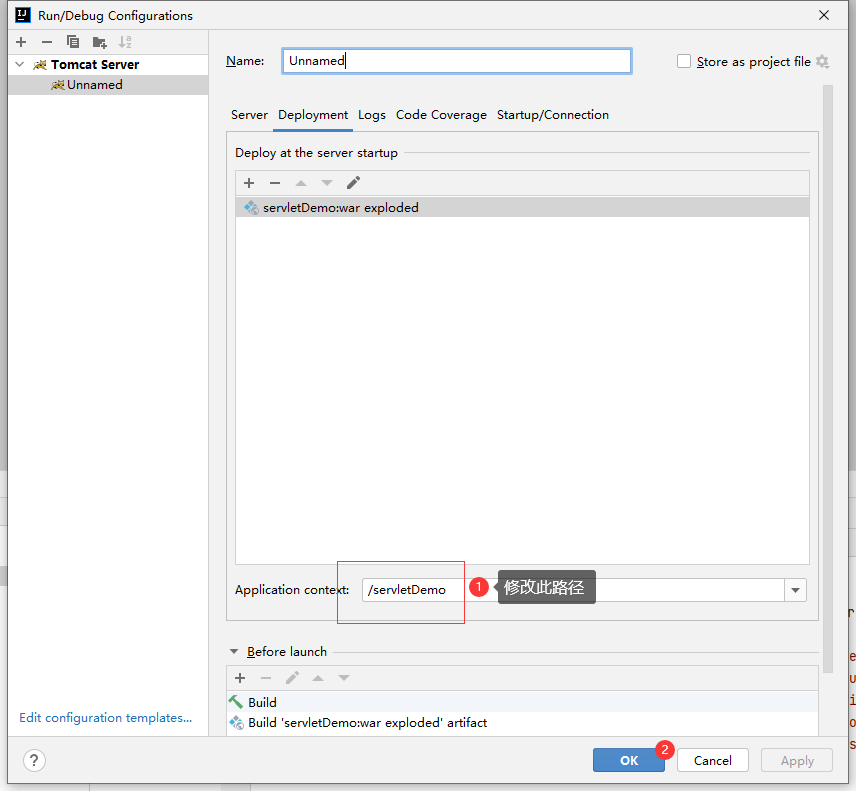 Run/Debug Configurations
Tomcat Server
Unnamed
Name: Unnamed
Store as project file
Server Deployment Logs Code Coverage Startup/Connection
Deploy at the server startup
servletDemo:war exploded
Application context: /servletDemo
1 修改此路径
Before launch
Build
Build 'servletDemo:war exploded' artifact
Edit configuration templates...
? OK 2 Cancel Apply